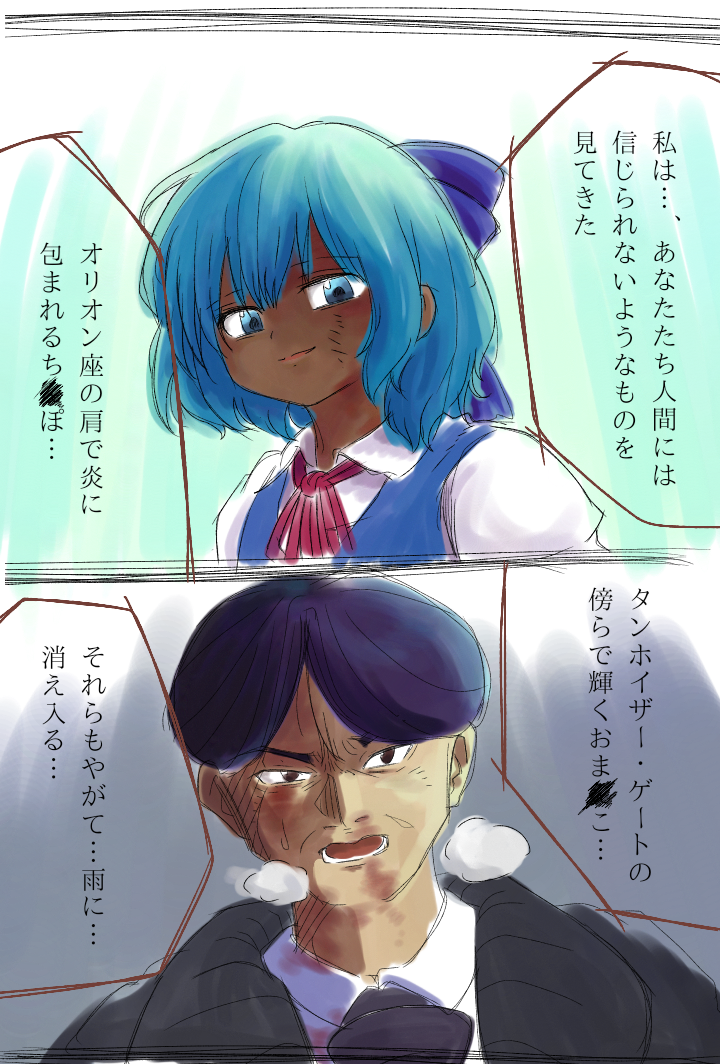 私は…、あなたたち人間には
信じられないようなものを
見てきた
オリオン座の肩で炎に
包まれるち ぽ…
タンホイザー・ゲートの
傍らで輝くおま こ…
それらもやがて…雨に…
消え入る…